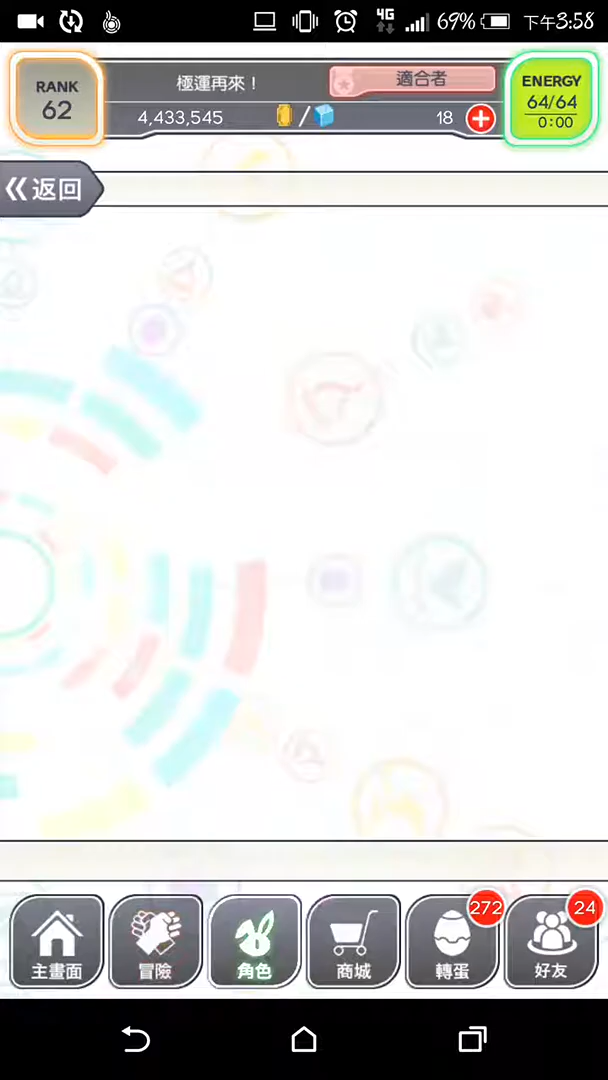 4G 69% 下午3:58
RANK
62
極運再來！
適合者
4,433,545
/
18
ENERGY
64/64
0:00
返回
主畫面
冒險
角色
商城
272
轉蛋
24
好友